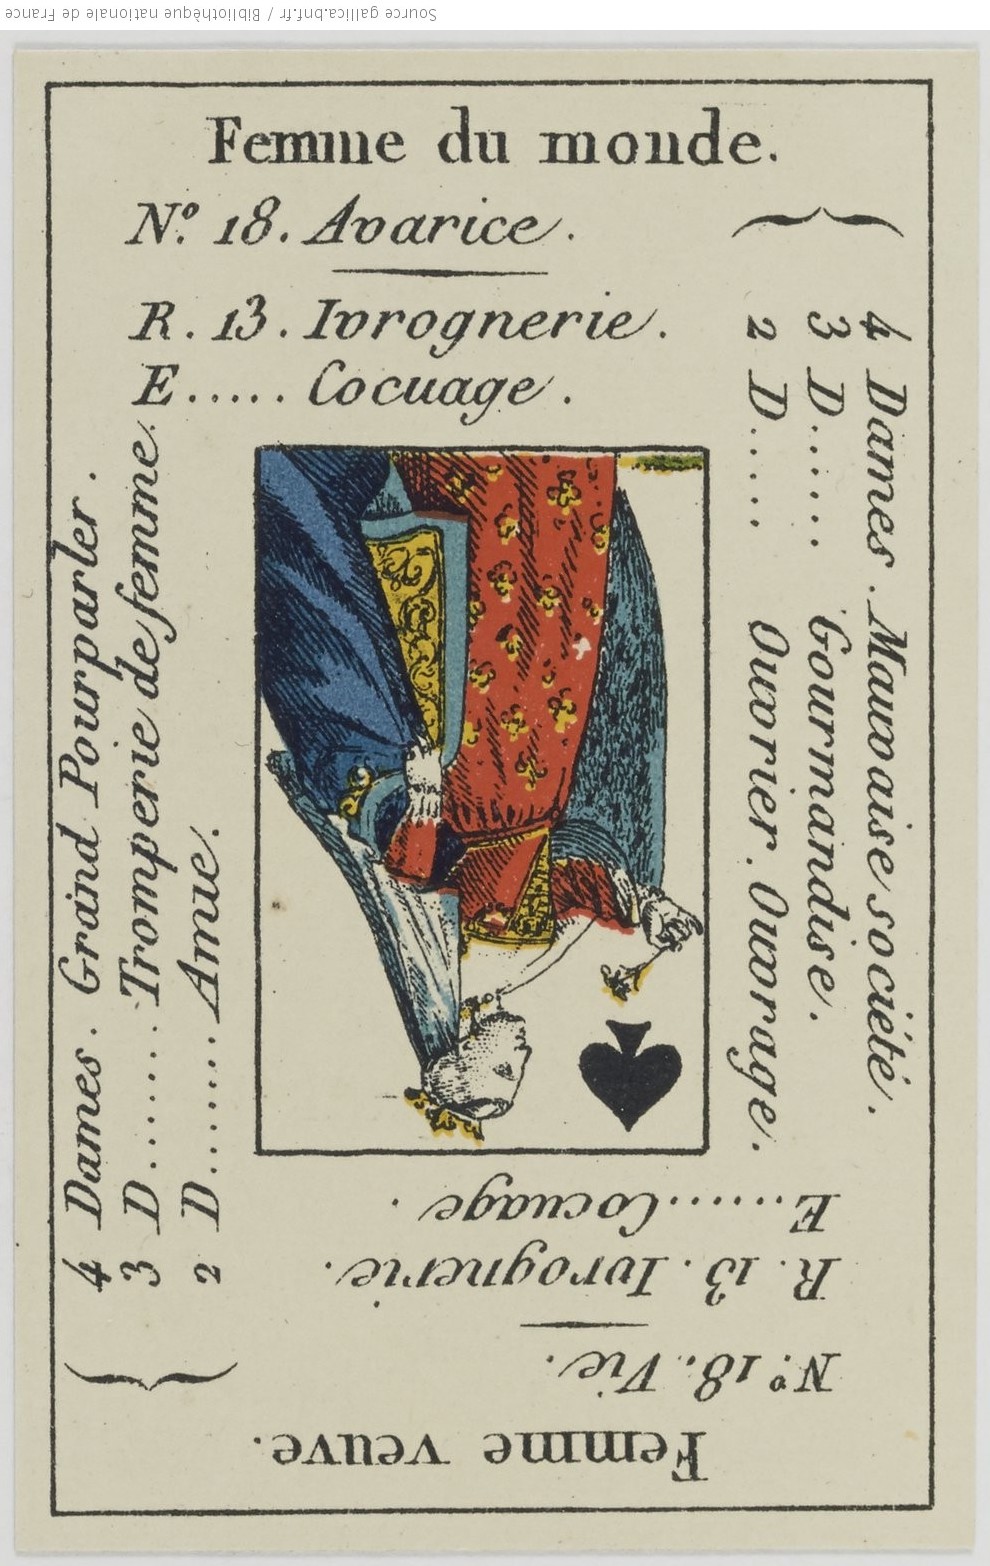 Source gallica.bnf.fr / Bibliothèque nationale de France
Femme du monde.
N.º 18. Avarice.
R. 13. Ivrognerie.
E..... Cocuage.
4 Dames. Mauvaise société.
3 D...... Gourmandise.
2 D.... Ouvrier. Ouvrage.
4 Dames. Grand Pourparler.
3 D....... Tromperie de femme.
2 D....... Amie.
Femme veuve.
N.º 18. Vie.
R. 13. Ivrognerie.
E...... Cocuage.